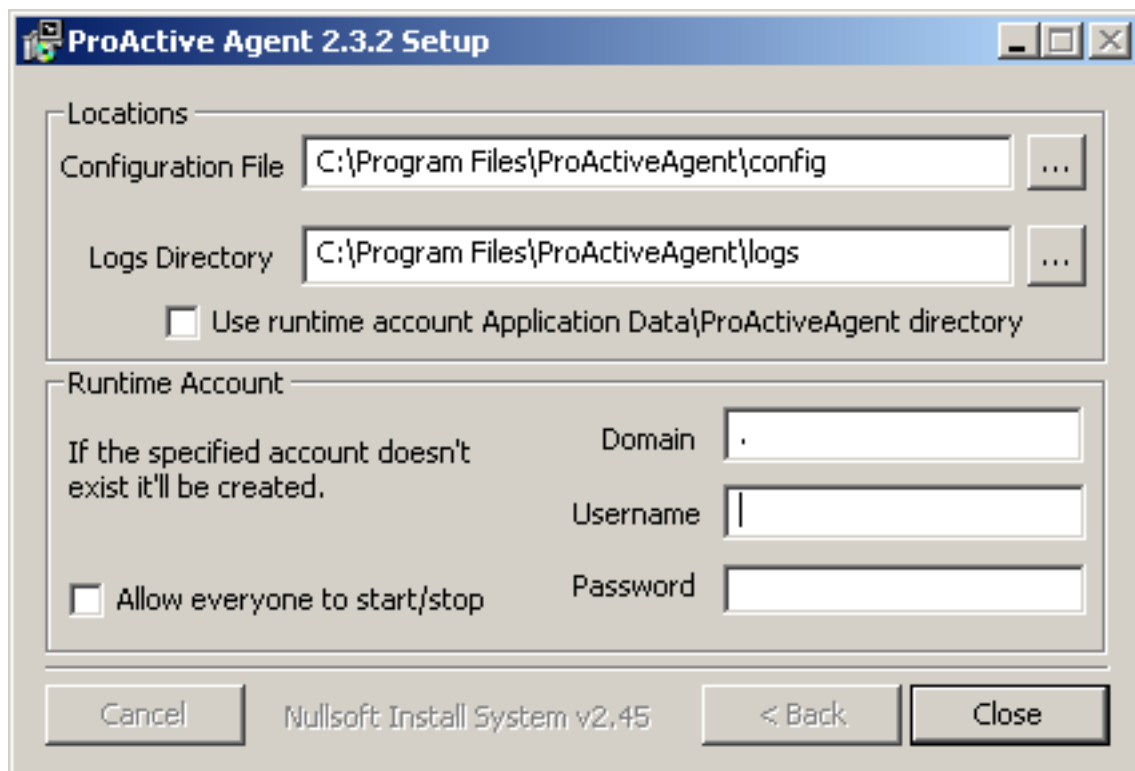 ProActive Agent 2.3.2 Setup
Locations
Configuration File C:\Program Files\ProActiveAgent\config ...
Logs Directory C:\Program Files\ProActiveAgent\logs ...
Use runtime account Application Data\ProActiveAgent directory
Runtime Account
If the specified account doesn't
exist it'll be created.
Domain .
Username
Password
Allow everyone to start/stop
Cancel Nullsoft Install System v2.45 < Back Close